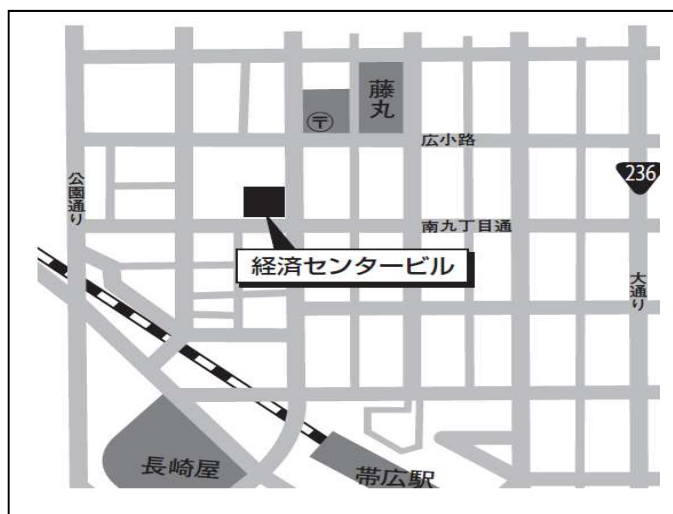 藤丸
〒
広小路
236
公園通り
南九丁目通
経済センタービル
大通り
長崎屋
帯広駅